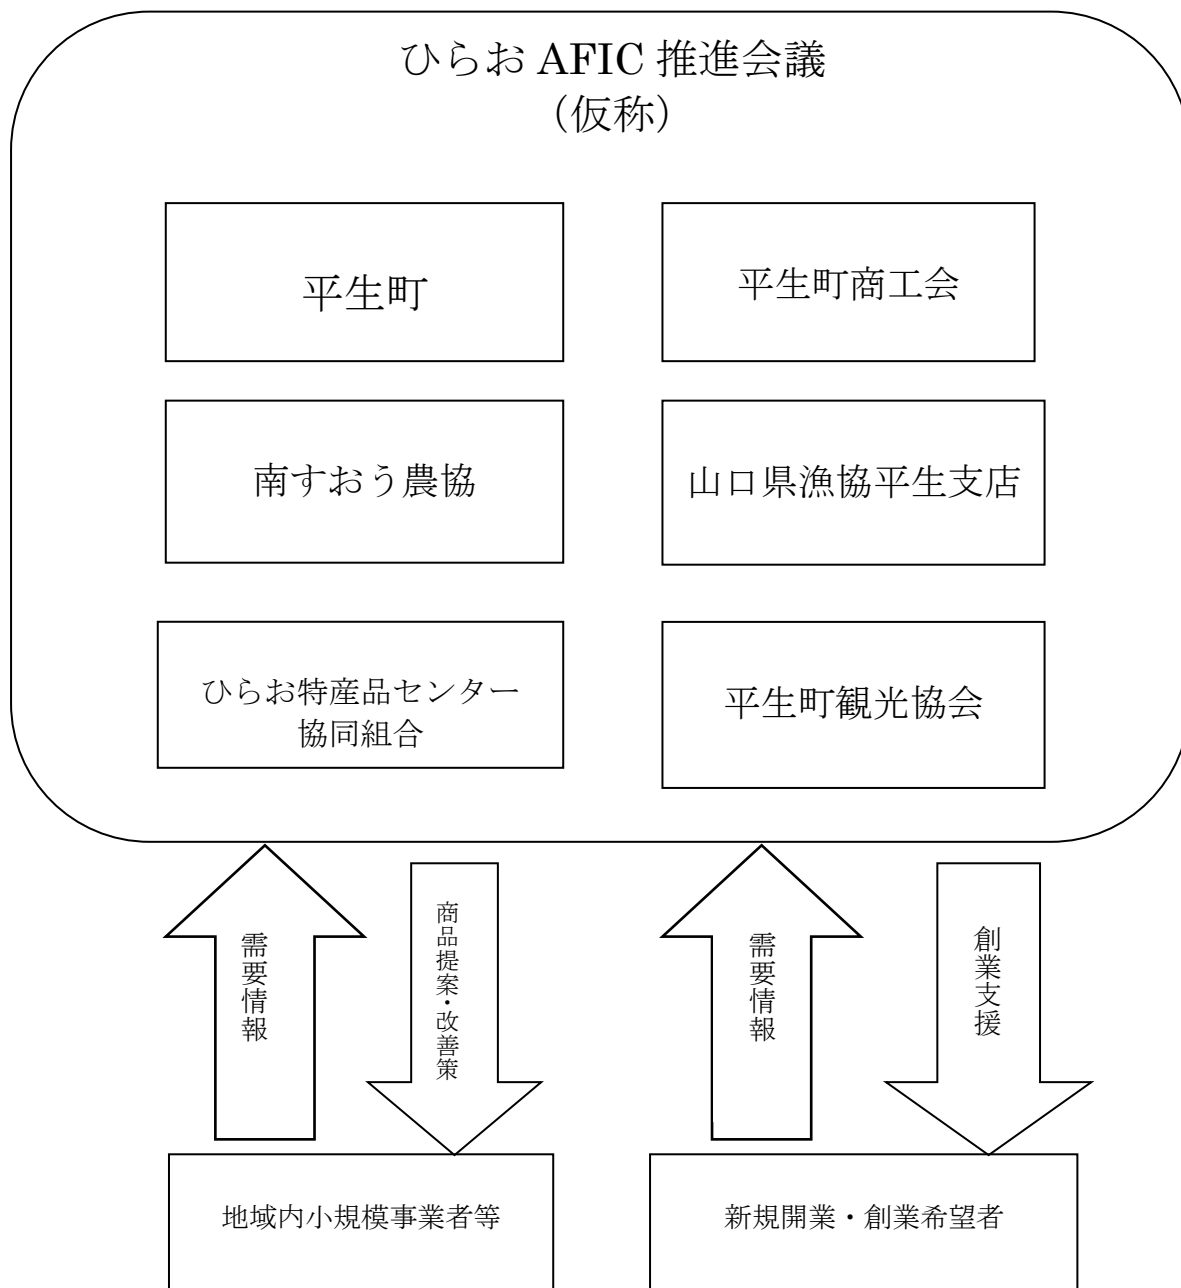 ひらお AFIC 推進会議
（仮称）
平生町
平生町商工会
南すおう農協
山口県漁協平生支店
ひらお特産品センター
協同組合
平生町観光協会
需要情報
商品提案・改善策
需要情報
創業支援
地域内小規模事業者等
新規開業・創業希望者